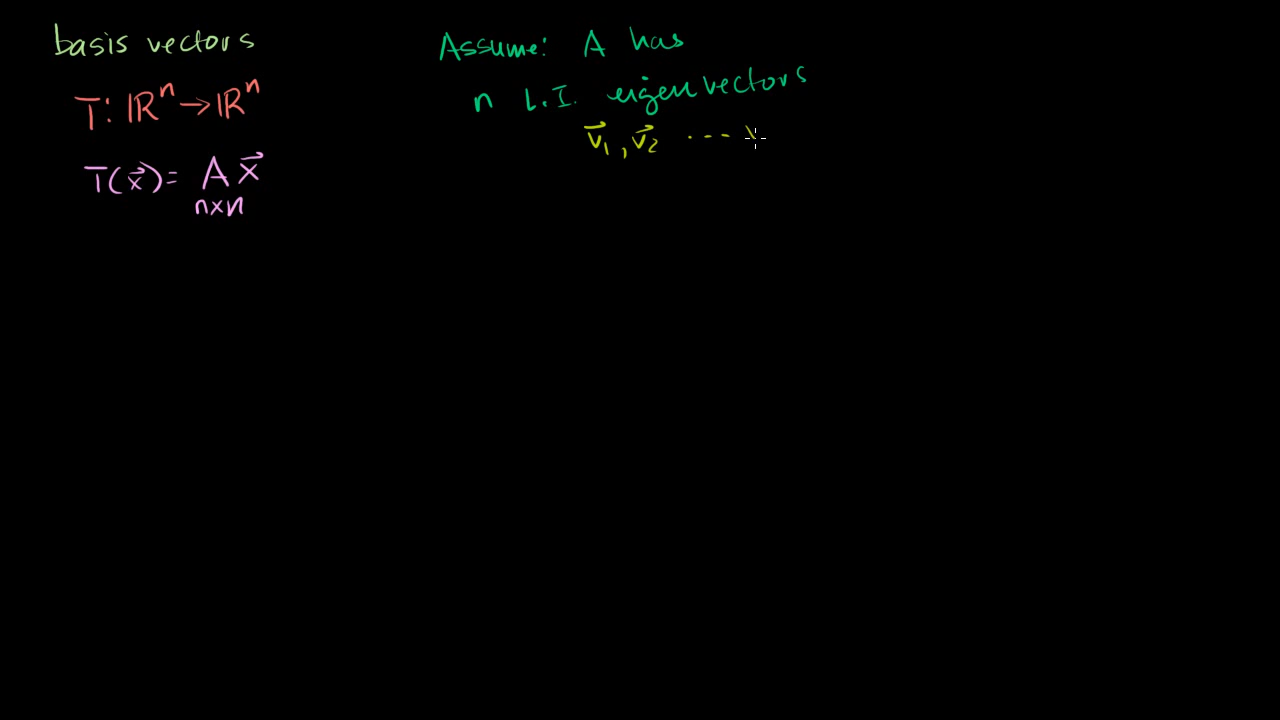 basis vectors
T: ℝⁿ → ℝⁿ
T(x⃗) = A x⃗
n×n
Assume: A has
n L.I. eigenvectors
v⃗₁, v⃗₂ ...